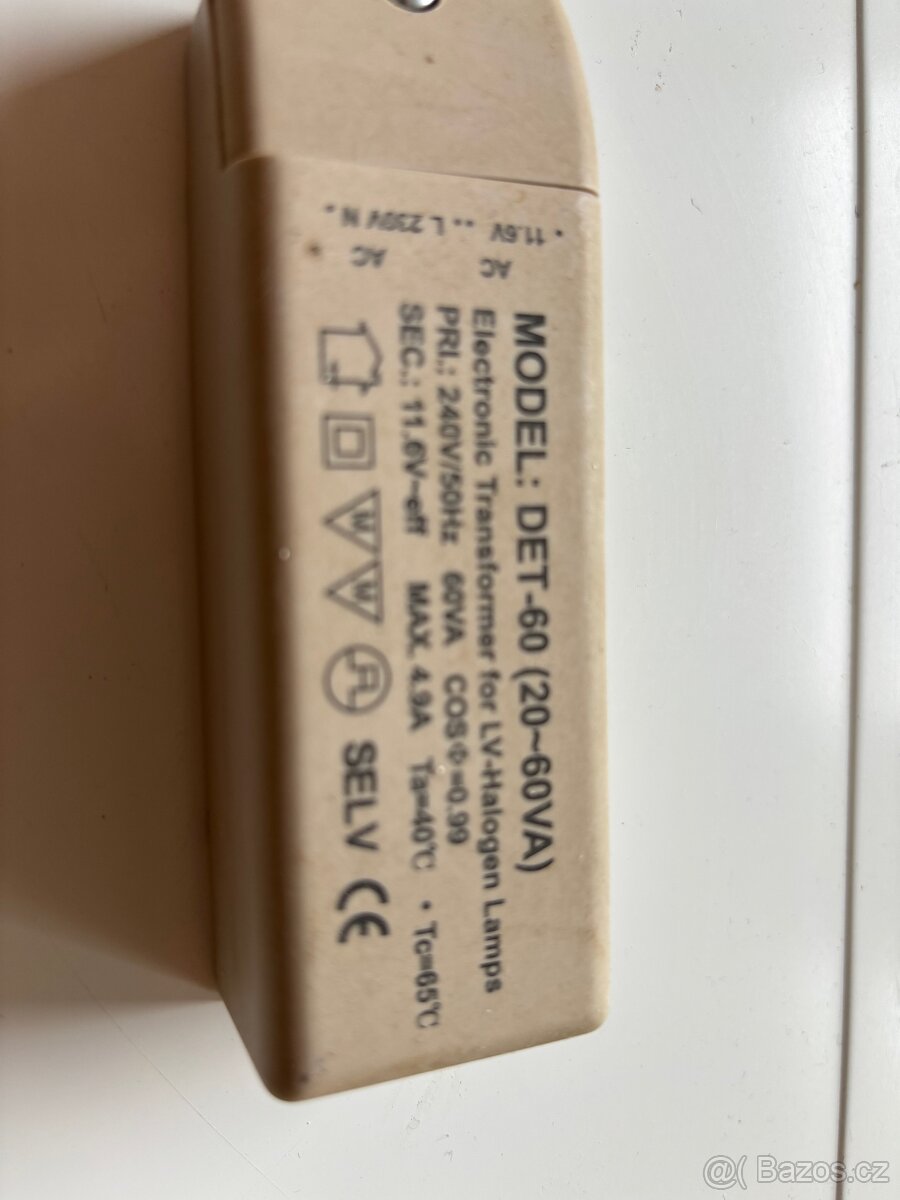 MODEL: DET-60 (20~60VA)
Electronic Transformer for LV-Halogen Lamps
PRI.: 240V/50Hz 60VA COSΦ=0.99
SEC.: 11.6V~eff MAX. 4.9A Ta=40℃ • Tc=65℃
M M SELV CE
AC AC
• 11.6V •• L 230V N •
@( Bazos.cz